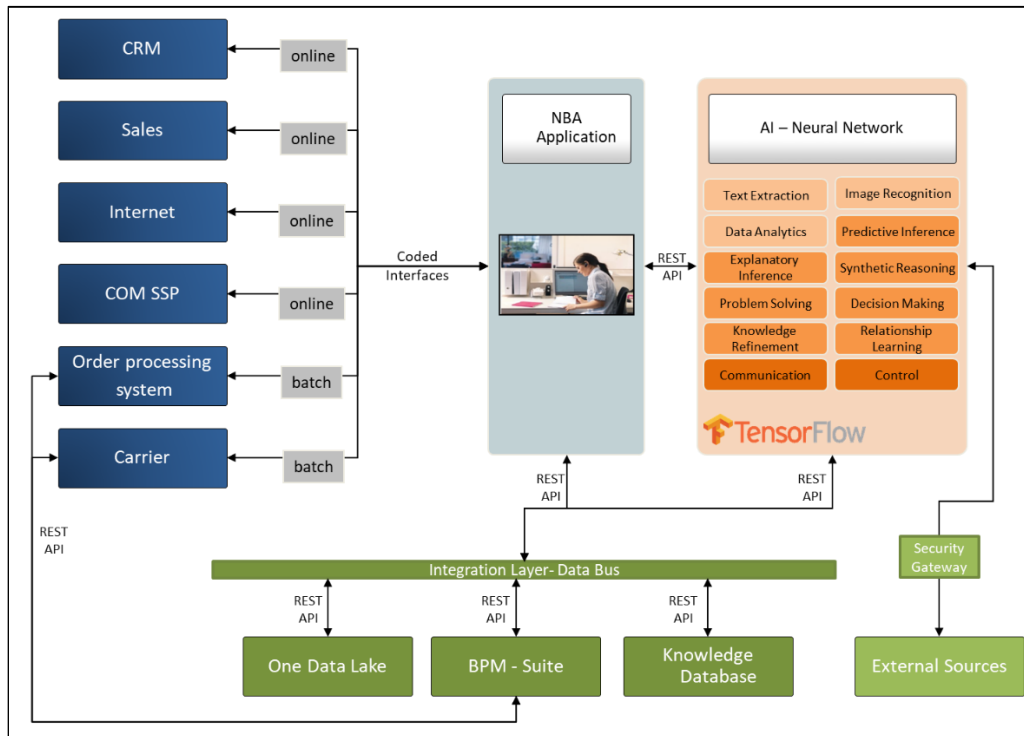 CRM
online
Sales
online
Internet
online
COM SSP
online
Order processing
system
batch
Carrier
batch
REST
API
Coded
Interfaces
NBA
Application
REST
API
AI – Neural Network
Text Extraction
Image Recognition
Data Analytics
Predictive Inference
Explanatory
Inference
Synthetic Reasoning
Problem Solving
Decision Making
Knowledge
Refinement
Relationship
Learning
Communication
Control
TensorFlow
REST
API
REST
API
Security
Gateway
Integration Layer- Data Bus
REST
API
REST
API
REST
API
One Data Lake
BPM - Suite
Knowledge
Database
External Sources